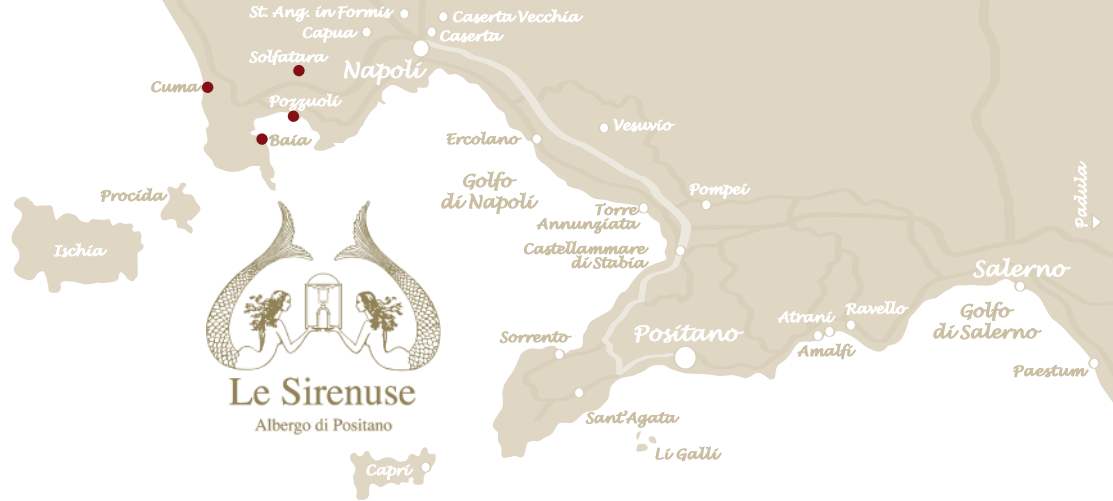 St. Ang. in Formis
Caserta Vecchia
Capua
Caserta
Solfatara
Napoli
Cuma
Pozzuoli
Baia
Vesuvio
Ercolano
Procida
Golfo
di Napoli
Pompei
Padula
Torre
Annunziata
Ischia
Castellammare
di Stabia
Salerno
Golfo
di Salerno
Ravello
Atrani
Amalfi
Positano
Sorrento
Paestum
Le Sirenuse
Albergo di Positano
Sant'Agata
Li Galli
Capri